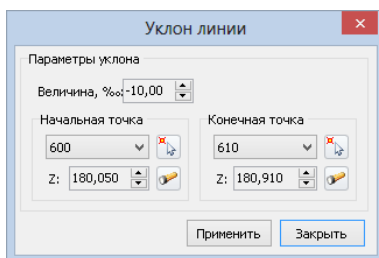 Уклон линии
Параметры уклона
Величина, ‰: -10,00
Начальная точка
Конечная точка
600
610
Z: 180,050
Z: 180,910
Применить
Закрыть